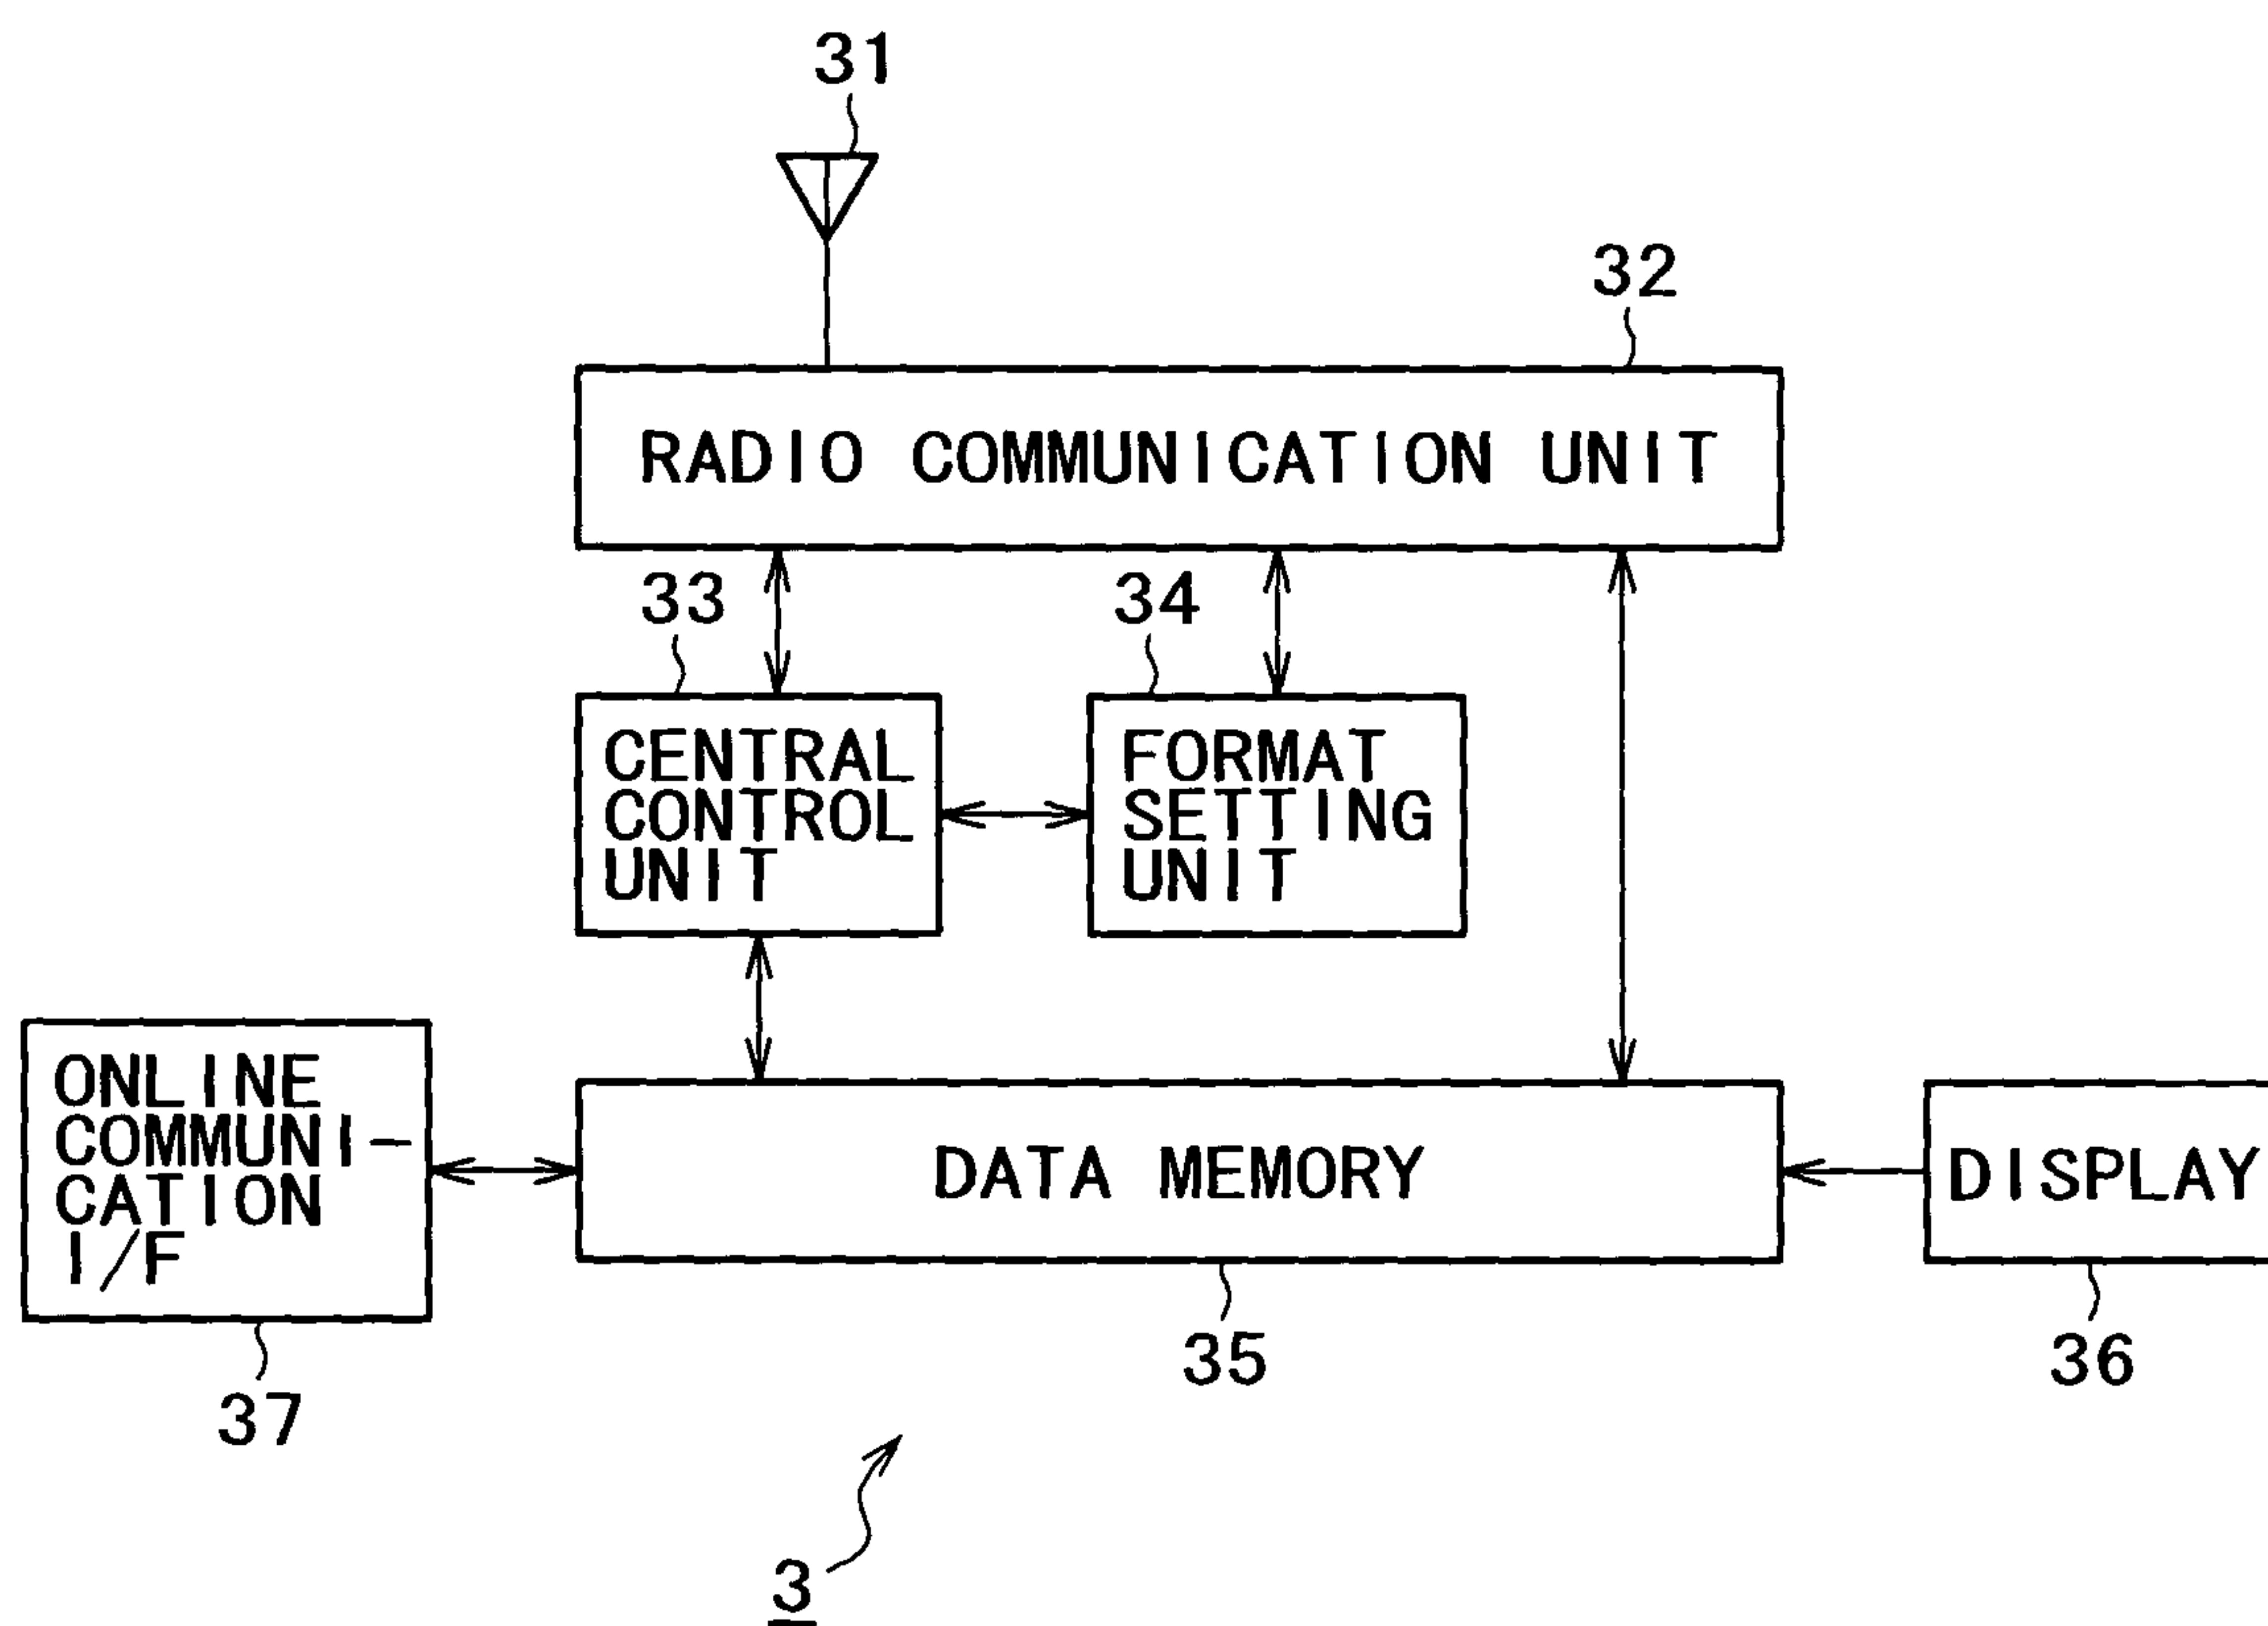 31
32
RADIO COMMUNICATION UNIT
33
34
CENTRAL
CONTROL
UNIT
FORMAT
SETTING
UNIT
ONLINE
COMMUNI-
CATION
I/F
DATA MEMORY
DISPLAY
35
36
37
3